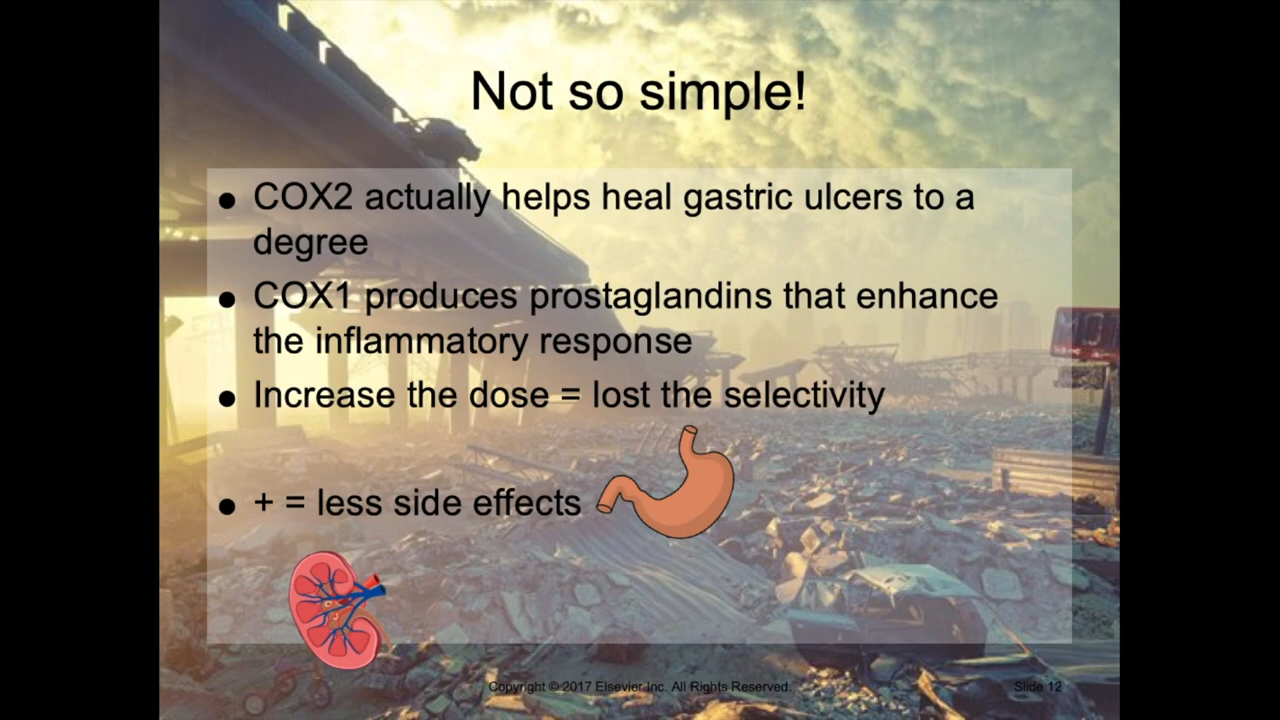 Not so simple!
• COX2 actually helps heal gastric ulcers to a
degree
• COX1 produces prostaglandins that enhance
the inflammatory response
• Increase the dose = lost the selectivity
• + = less side effects
Copyright © 2017 Elsevier Inc. All Rights Reserved.
Slide 12